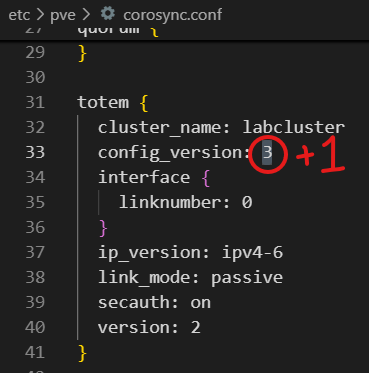 etc > pve > corosync.conf
27 quorum {
29 }
30
31 totem {
32 cluster_name: labcluster
33 config_version: 3 +1
34 interface {
35 linknumber: 0
36 }
37 ip_version: ipv4-6
38 link_mode: passive
39 secauth: on
40 version: 2
41 }